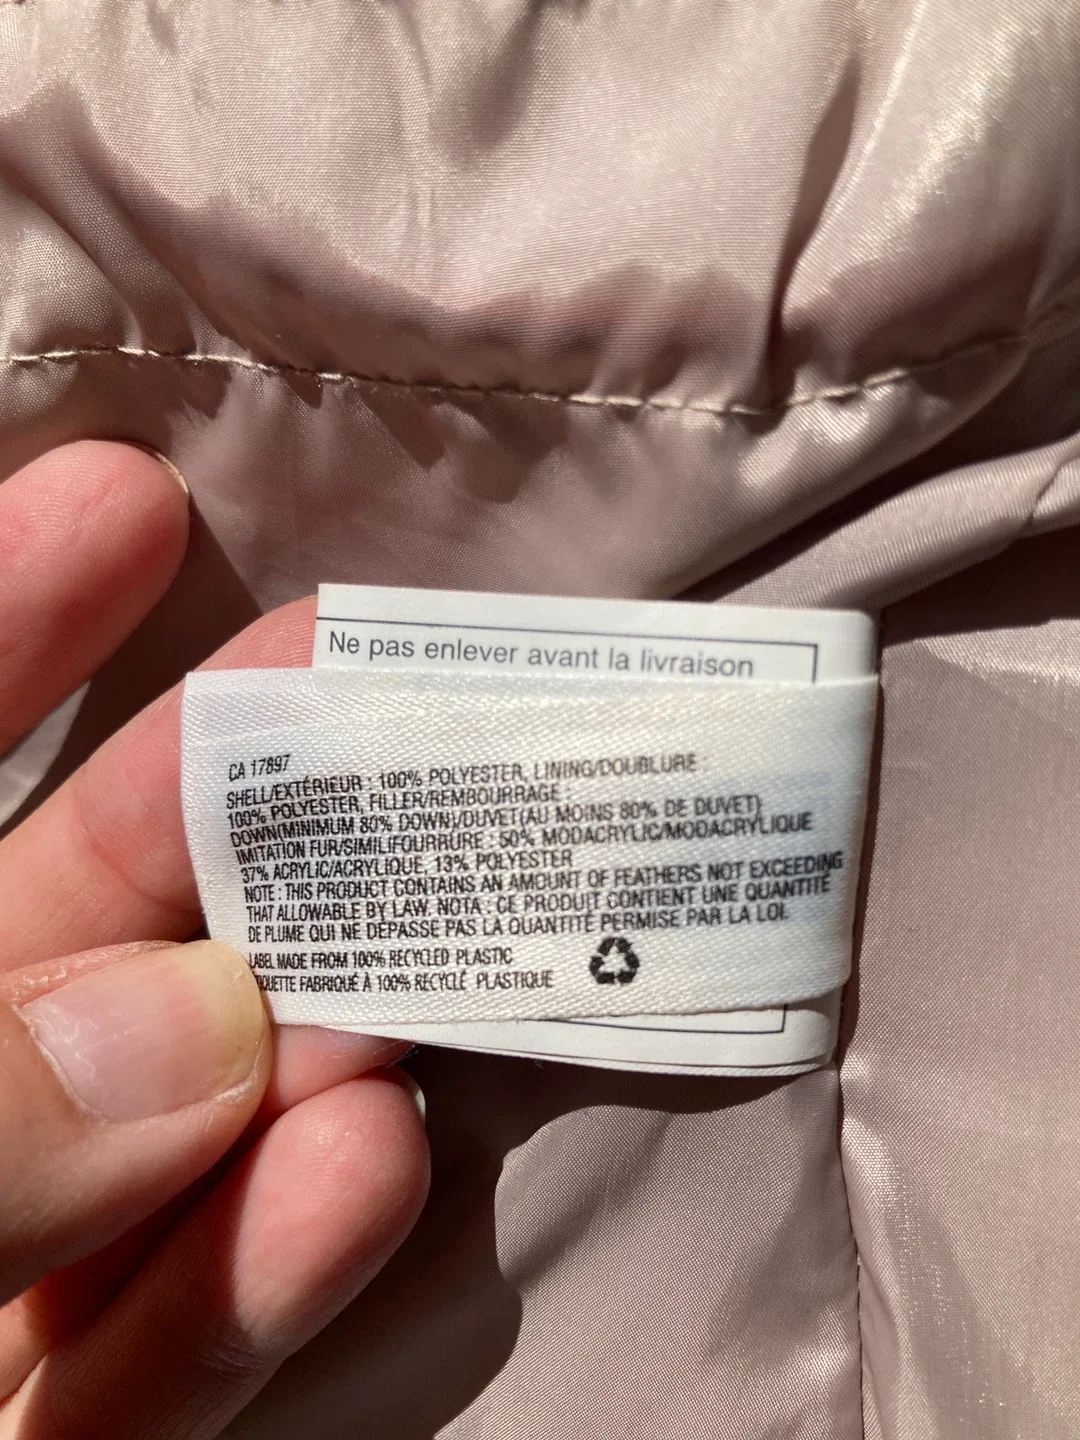 Ne pas enlever avant la livraison
CA 17897
SHELL/EXTÉRIEUR : 100% POLYESTER, LINING/DOUBLURE :
100% POLYESTER, FILLER/REMBOURRAGE :
DOWN(MINIMUM 80% DOWN)/DUVET(AU MOINS 80% DE DUVET)
IMITATION FUR/SIMILIFOURRURE : 50% MODACRYLIC/MODACRYLIQUE
37% ACRYLIC/ACRYLIQUE, 13% POLYESTER
NOTE : THIS PRODUCT CONTAINS AN AMOUNT OF FEATHERS NOT EXCEEDING
THAT ALLOWABLE BY LAW. NOTA : CE PRODUIT CONTIENT UNE QUANTITÉ
DE PLUME QUI NE DÉPASSE PAS LA QUANTITÉ PERMISE PAR LA LOI.
LABEL MADE FROM 100% RECYCLED PLASTIC
FABRIQUÉ À 100% RECYCLÉ PLASTIQUE